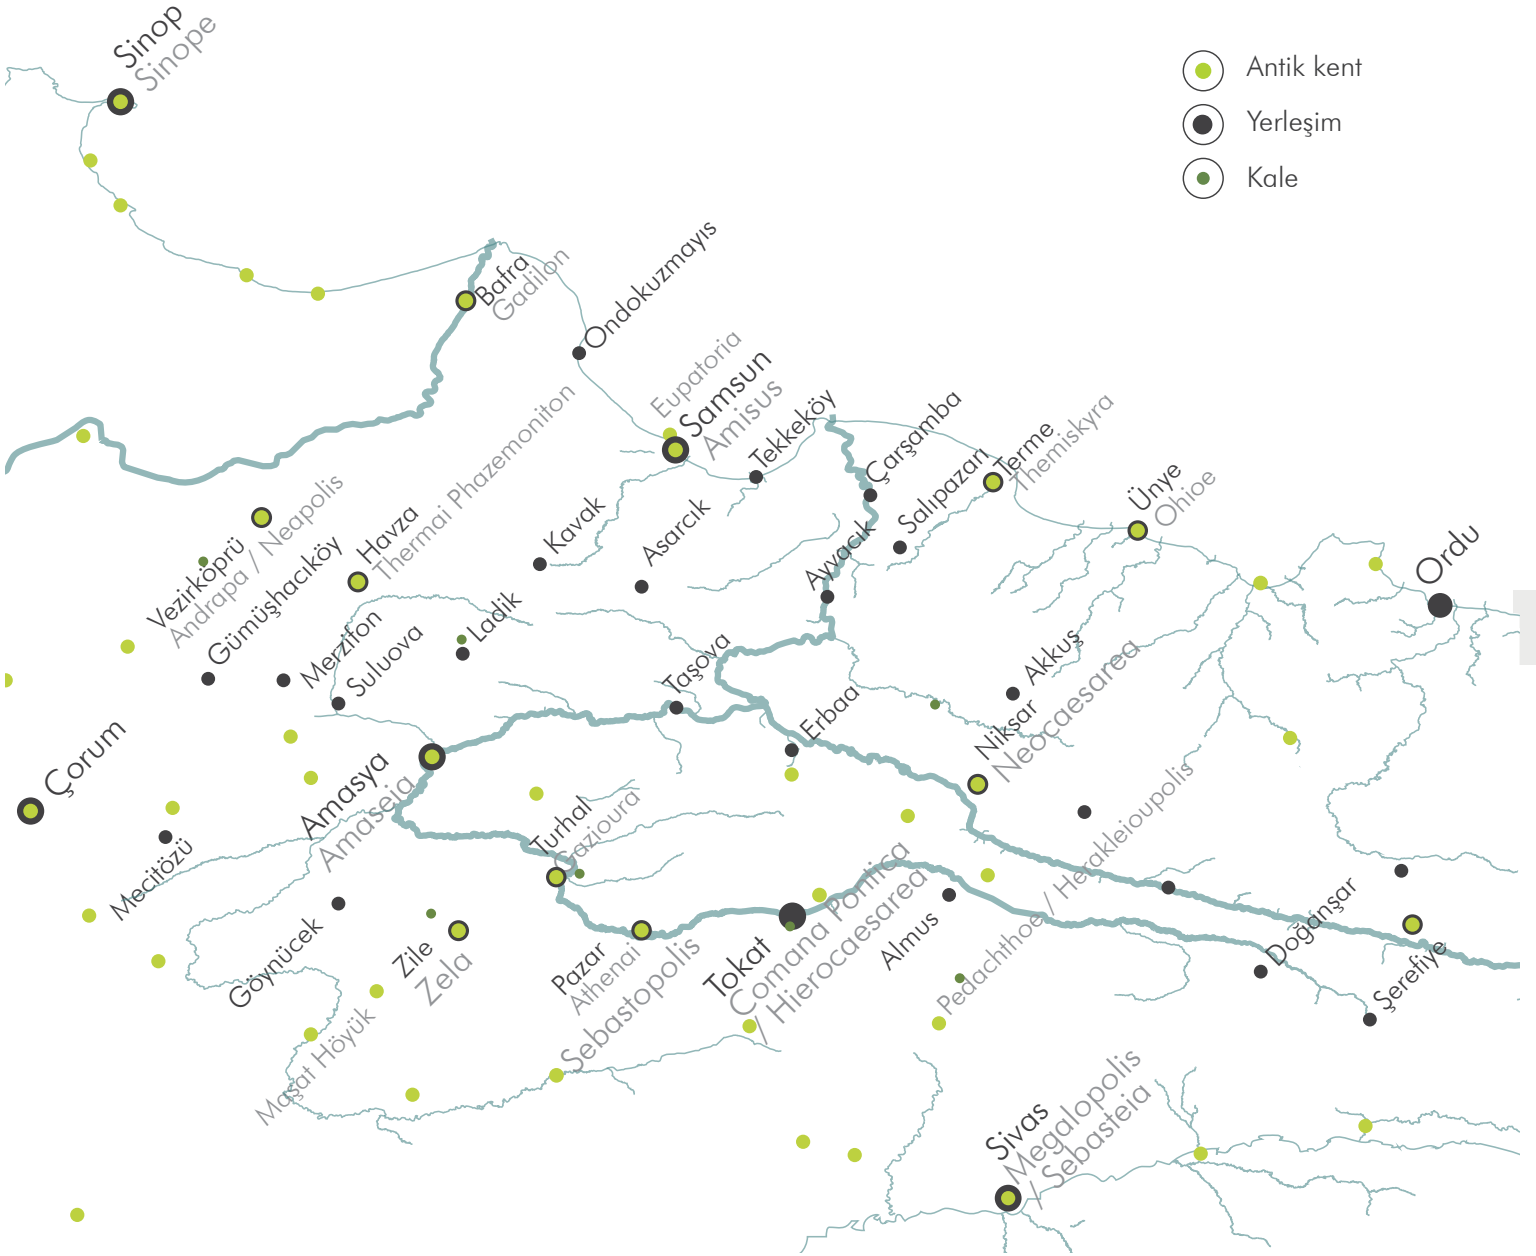 Sinop
Sinope
Antik kent
Yerleşim
Kale
Bafra
Gadilon
Ondokuzmayıs
Eupatoria
Samsun
Amisus
Tekkeköy
Çarşamba
Salıpazarı
Terme
Themiskyra
Ünye
Ohioe
Ordu
Vezirköprü
Andrapa / Neapolis
Havza
Thermai Phazemoniton
Kavak
Asarcık
Ayvacık
Gümüşhacıköy
Merzifon
Suluova
Ladik
Taşova
Erbaa
Akkuş
Niksar
Neocaesarea
Çorum
Amasya
Amaseia
Mecitözü
Turhal
Gazioura
Göynücek
Zile
Zela
Pazar
Athenai
Sebastopolis
Tokat
Comana Pontica
/ Hierocaesarea
Almus
Pedachthoe / Herakleioupolis
Doğanşar
Şerefiye
Maşat Höyük
Sivas
Megalopolis
/ Sebasteia